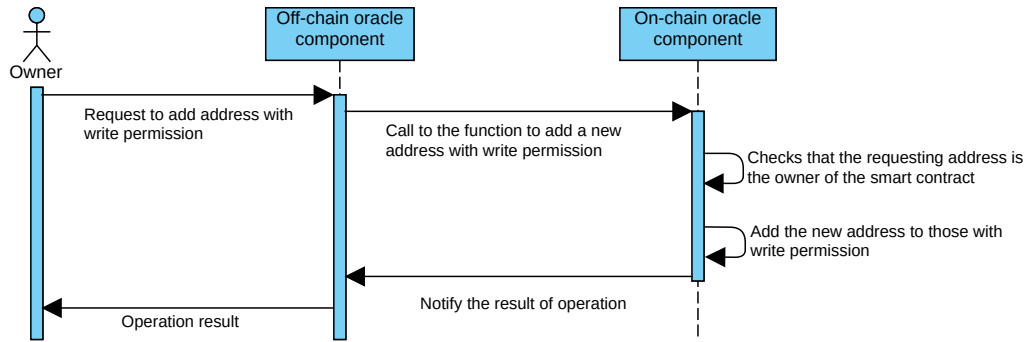 Off-chain oracle
component
On-chain oracle
component
Owner
Request to add address with
write permission
Call to the function to add a new
address with write permission
Checks that the requesting address is
the owner of the smart contract
Add the new address to those with
write permission
Notify the result of operation
Operation result